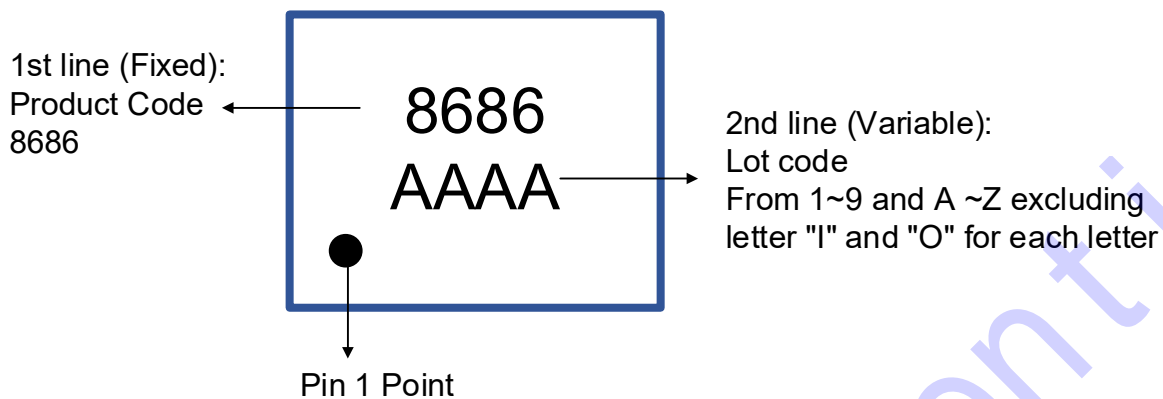 1st line (Fixed):
Product Code
8686
8686
AAAA
2nd line (Variable):
Lot code
From 1~9 and A ~Z excluding
letter "I" and "O" for each letter
Pin 1 Point